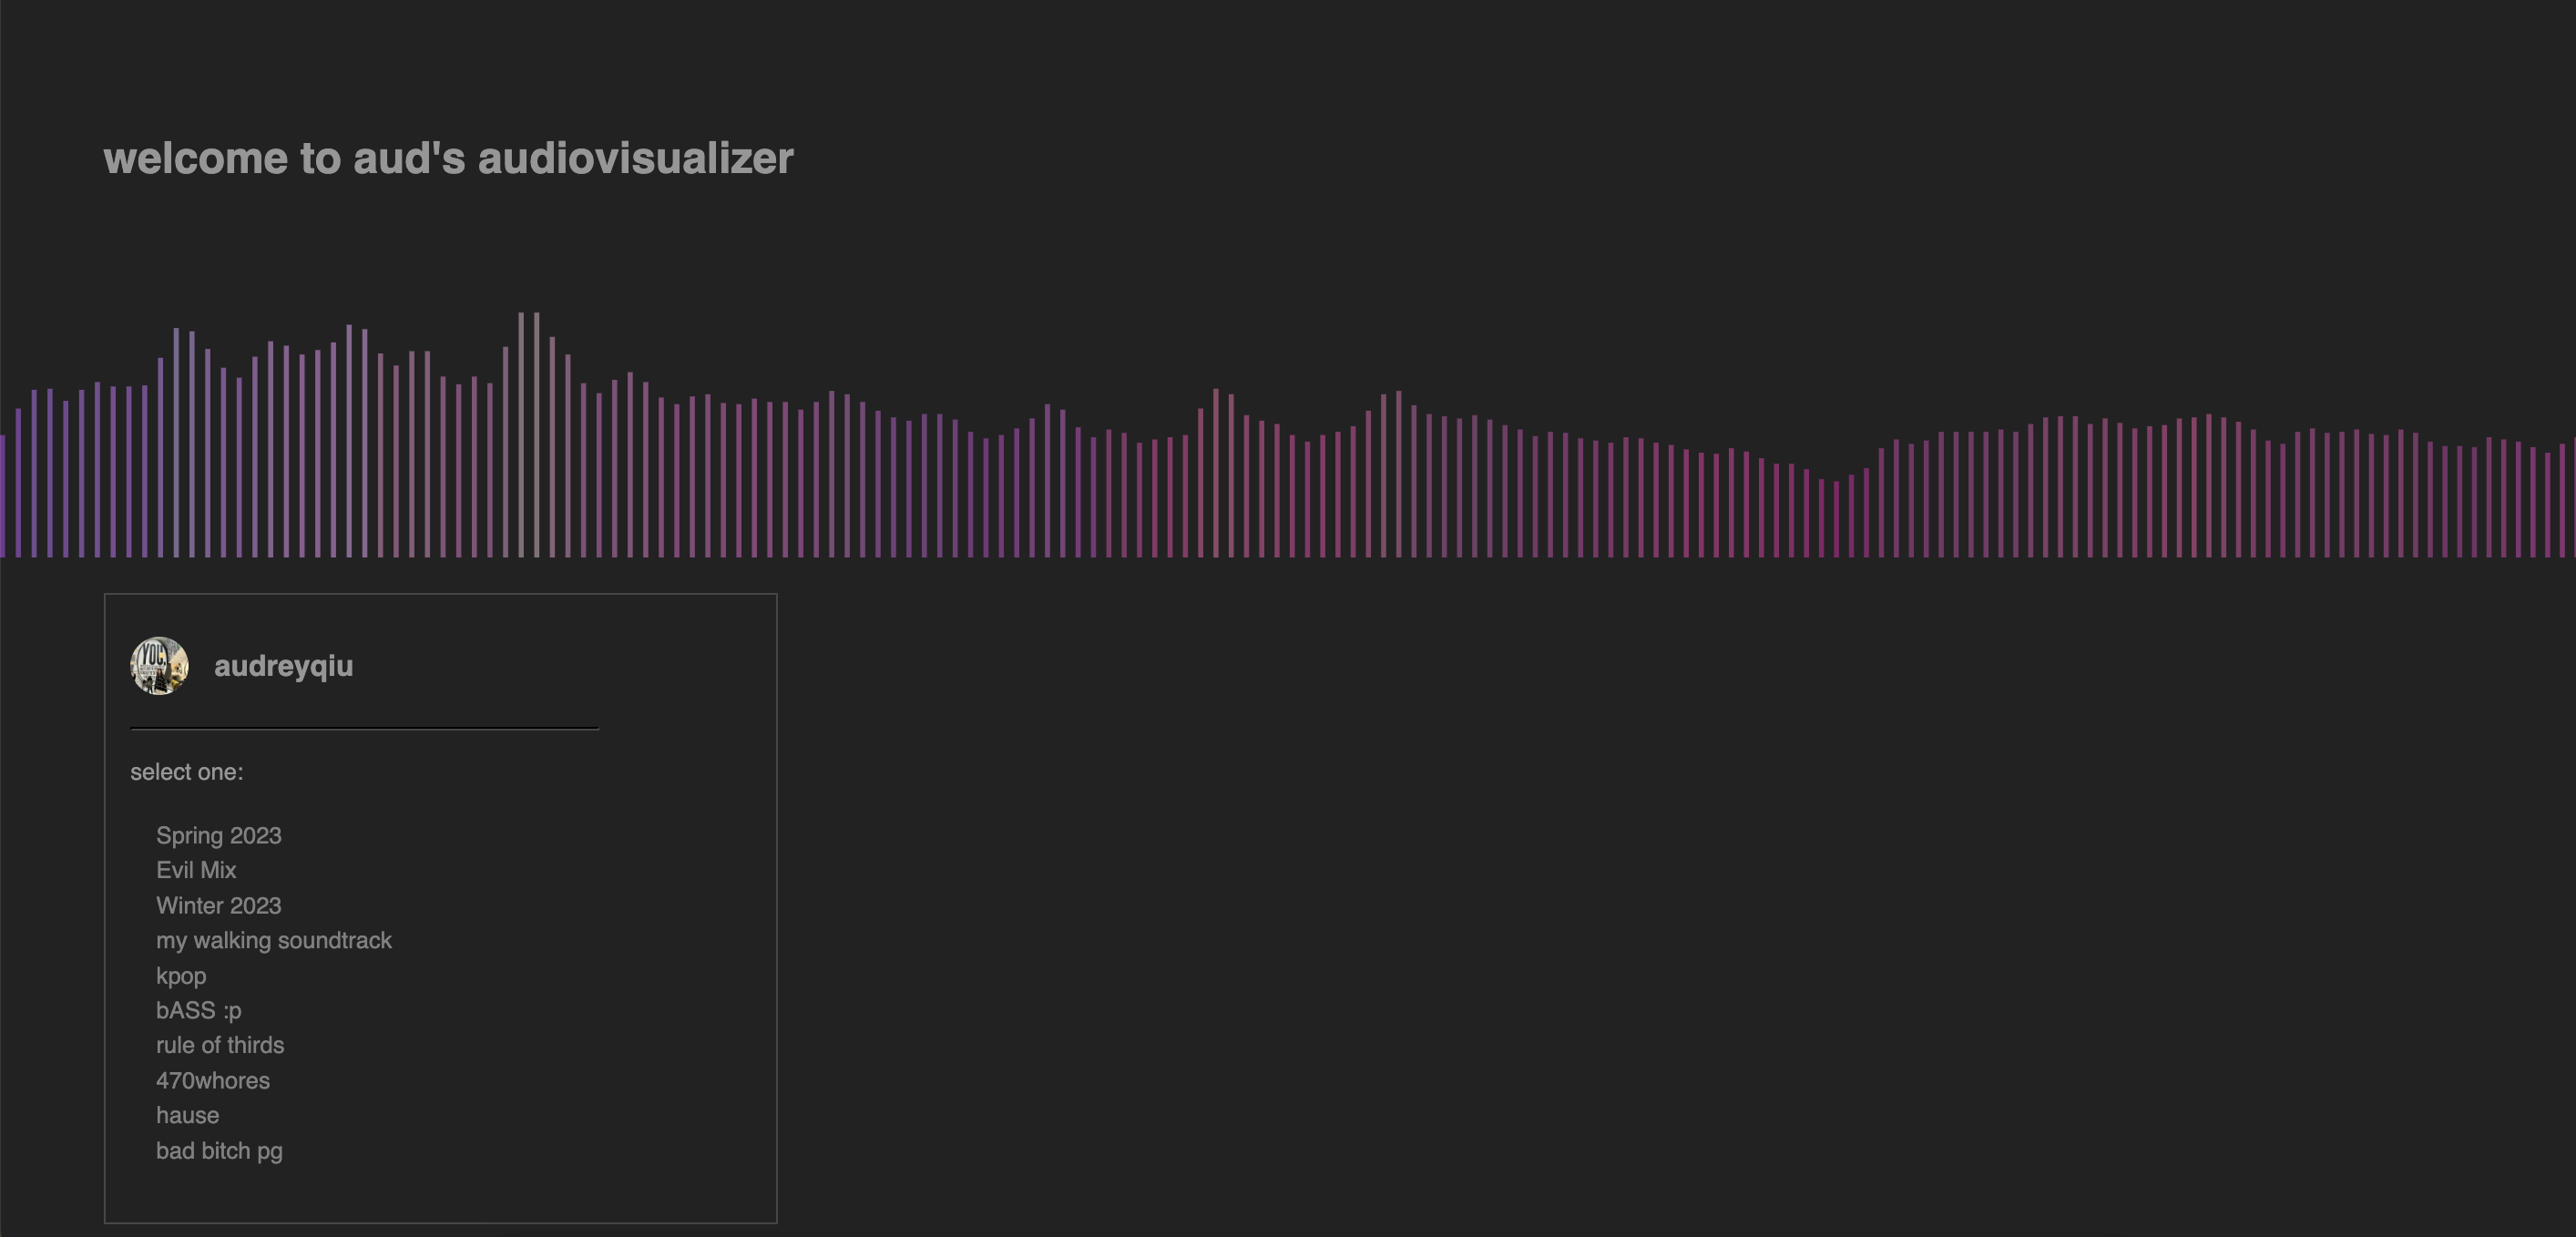 welcome to aud's audiovisualizer
YOU.
audreyqiu
select one:
Spring 2023
Evil Mix
Winter 2023
my walking soundtrack
kpop
bASS :p
rule of thirds
470whores
hause
bad bitch pg